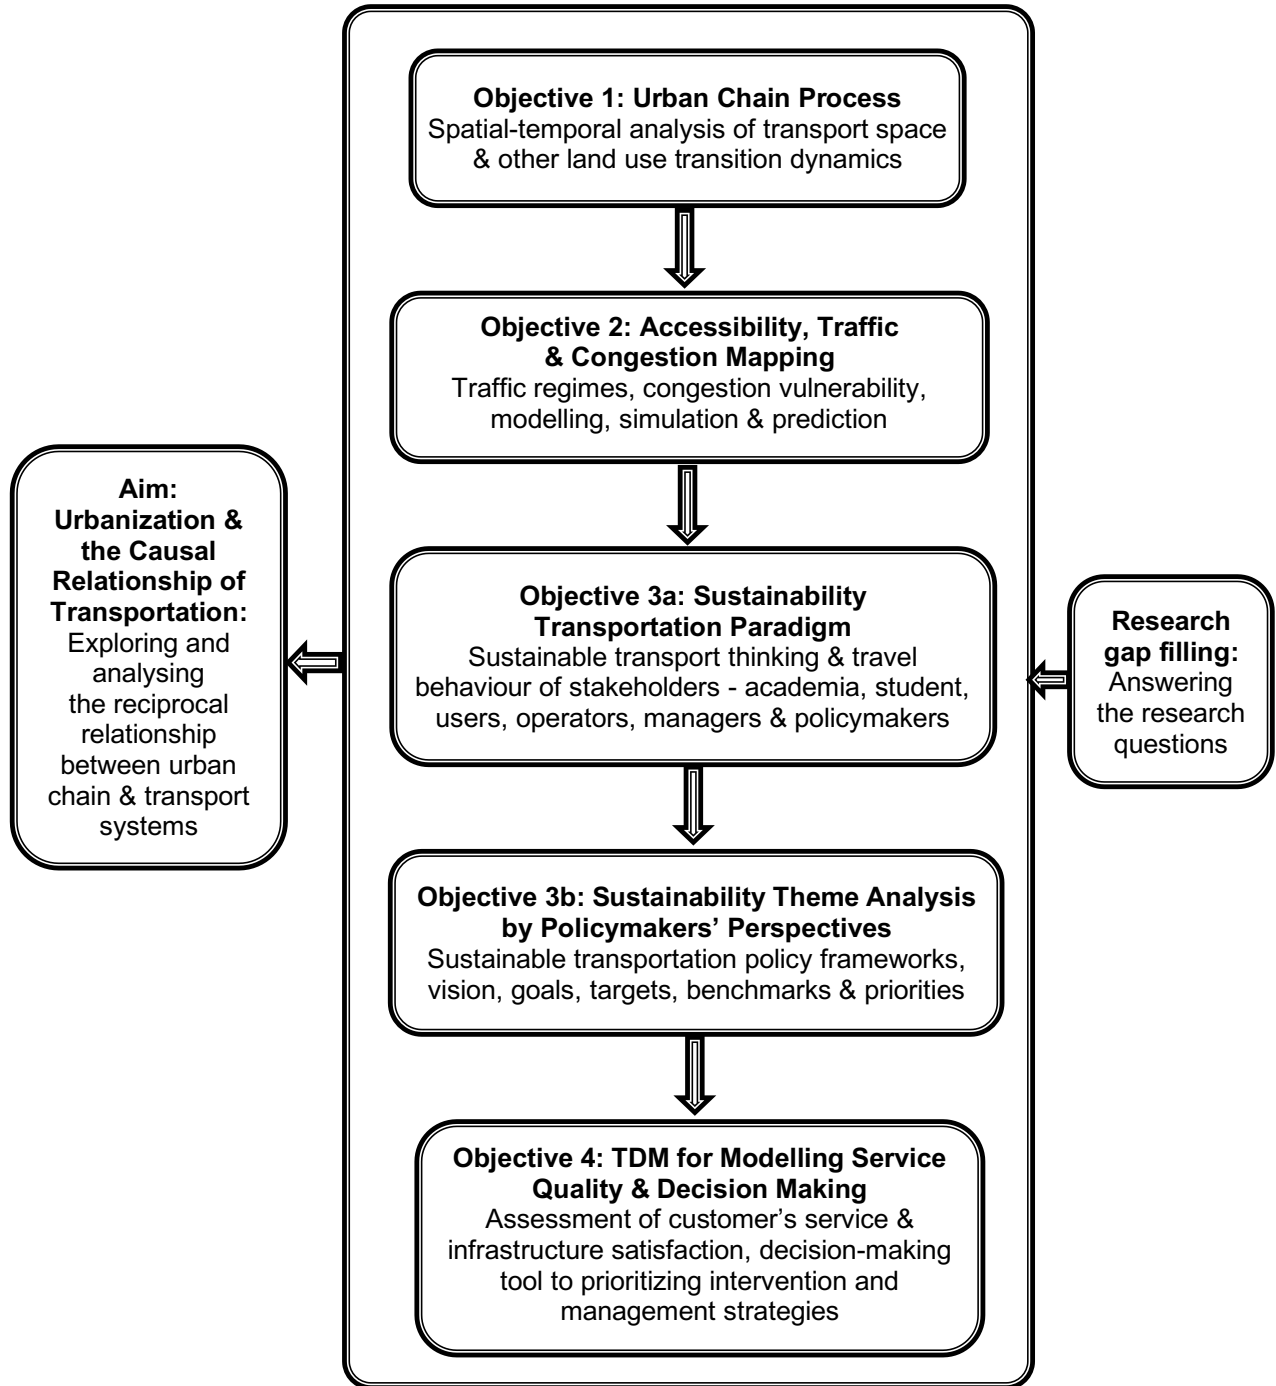 Objective 1: Urban Chain Process
Spatial-temporal analysis of transport space
& other land use transition dynamics
Objective 2: Accessibility, Traffic
& Congestion Mapping
Traffic regimes, congestion vulnerability,
modelling, simulation & prediction
Aim:
Urbanization &
the Causal
Relationship of
Transportation:
Exploring and
analysing
the reciprocal
relationship
between urban
chain & transport
systems
Objective 3a: Sustainability
Transportation Paradigm
Sustainable transport thinking & travel
behaviour of stakeholders - academia, student,
users, operators, managers & policymakers
Research
gap filling:
Answering
the research
questions
Objective 3b: Sustainability Theme Analysis
by Policymakers’ Perspectives
Sustainable transportation policy frameworks,
vision, goals, targets, benchmarks & priorities
Objective 4: TDM for Modelling Service
Quality & Decision Making
Assessment of customer’s service &
infrastructure satisfaction, decision-making
tool to prioritizing intervention and
management strategies